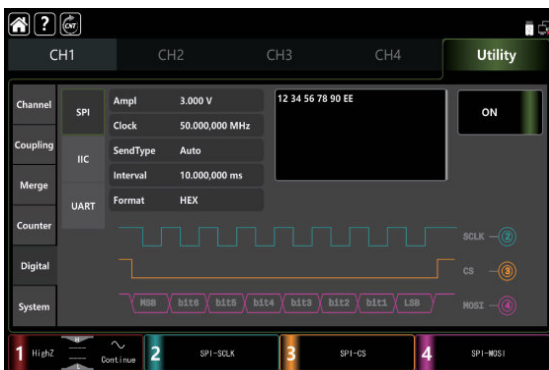 ? CNT
CH1 CH2 CH3 CH4 Utility
Channel
Coupling
Merge
Counter
Digital
System
SPI
IIC
UART
Ampl 3.000 V
Clock 50.000,000 MHz
SendType Auto
Interval 10.000,000 ms
Format HEX
12 34 56 78 90 EE
ON
SCLK 2
CS 3
MSB bit6 bit5 bit4 bit3 bit2 bit1 LSB MOSI 4
1 HighZ H L Continue 2 SPI-SCLK 3 SPI-CS 4 SPI-MOSI